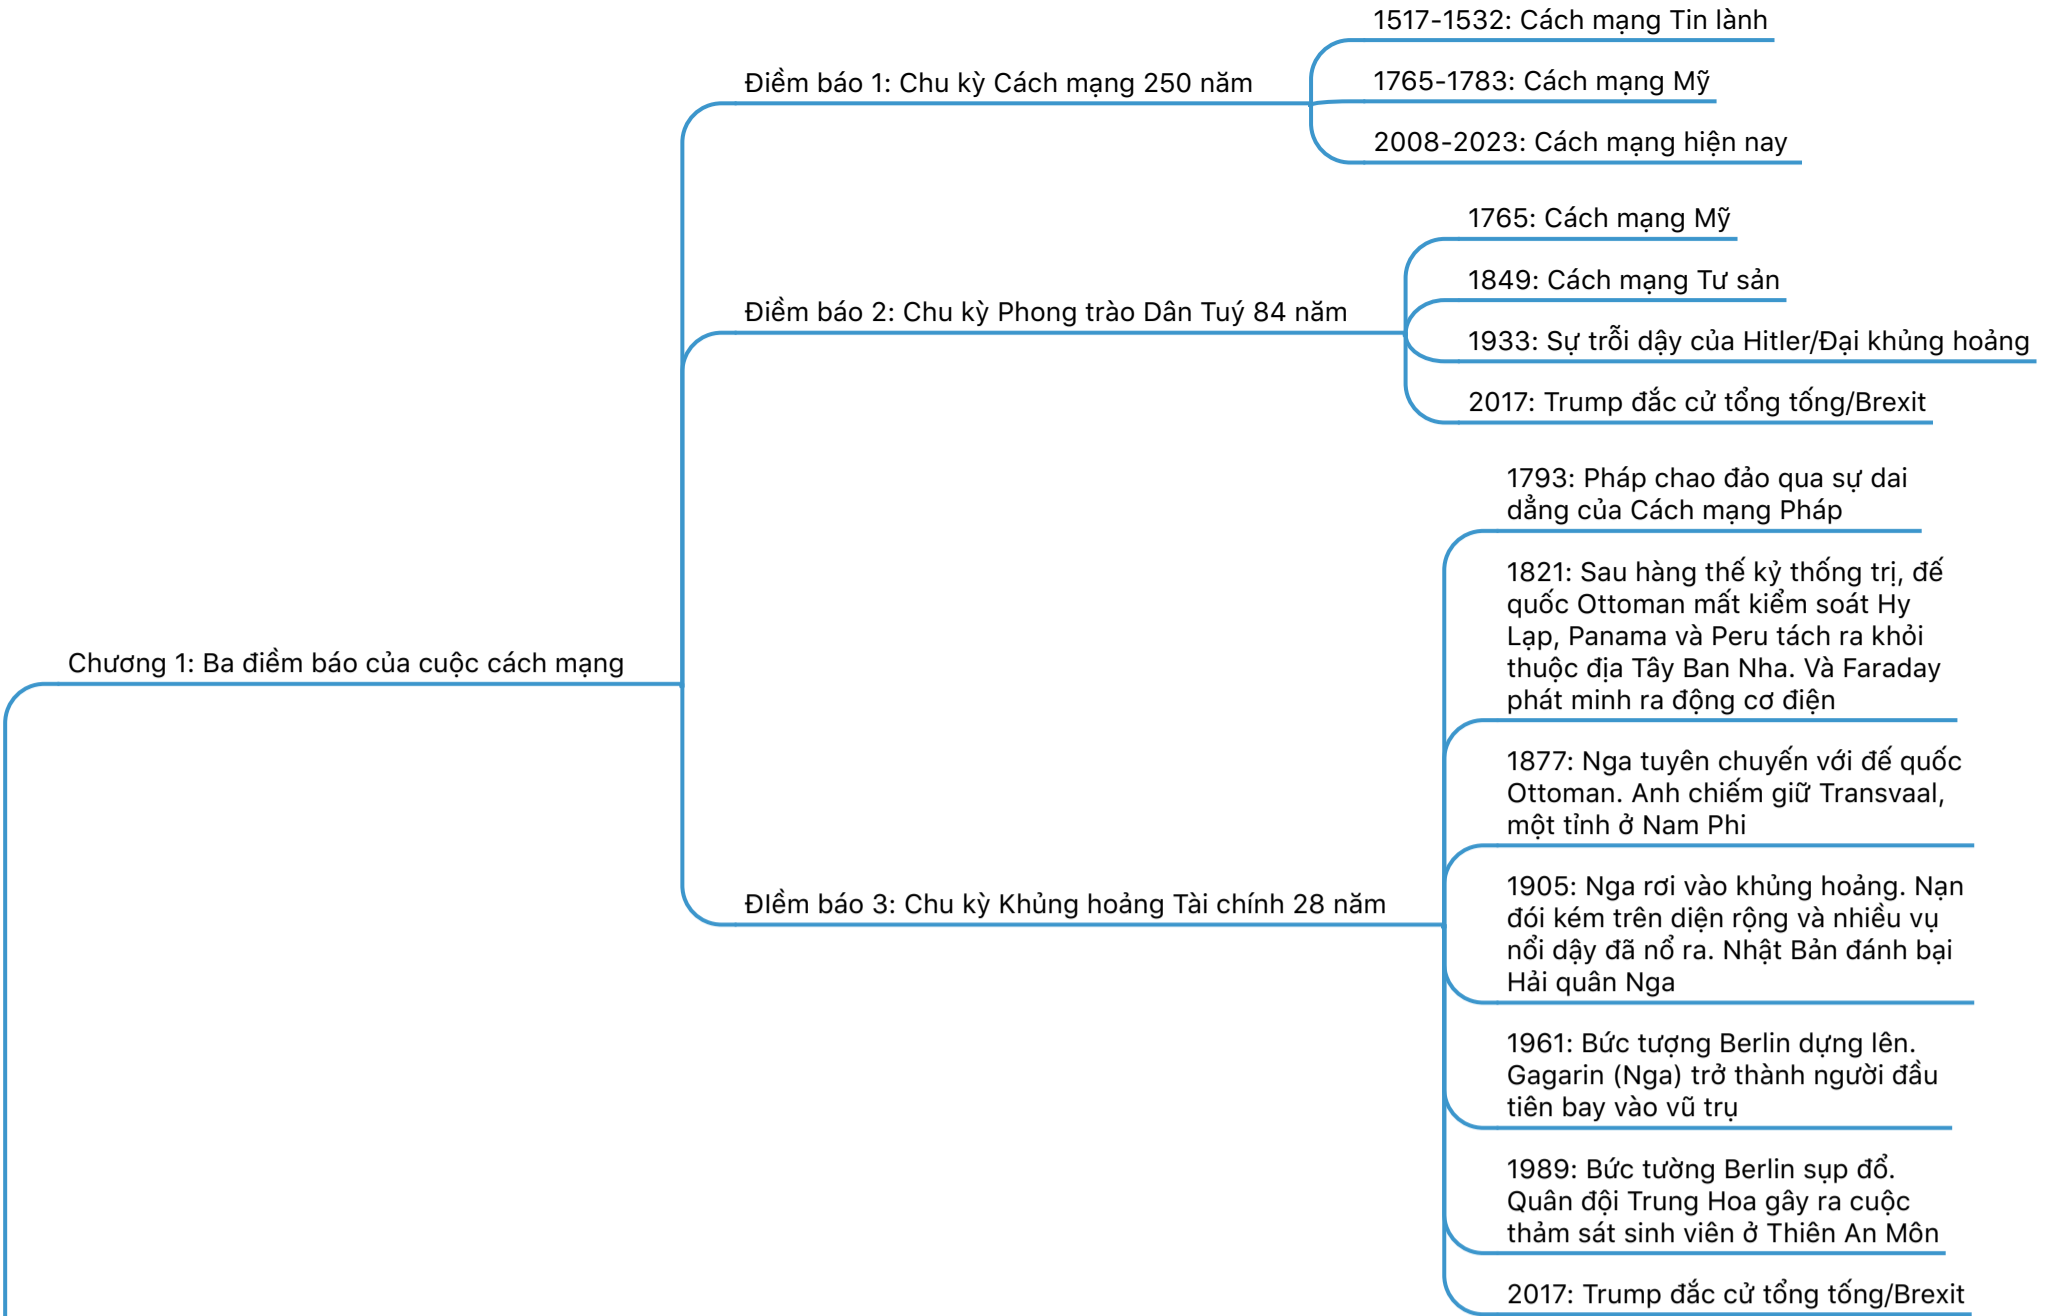 1517-1532: Cách mạng Tin lành
Điềm báo 1: Chu kỳ Cách mạng 250 năm
1765-1783: Cách mạng Mỹ
2008-2023: Cách mạng hiện nay
1765: Cách mạng Mỹ
1849: Cách mạng Tư sản
Điềm báo 2: Chu kỳ Phong trào Dân Tuý 84 năm
1933: Sự trỗi dậy của Hitler/Đại khủng hoảng
2017: Trump đắc cử tổng tống/Brexit
1793: Pháp chao đảo qua sự dai
dẳng của Cách mạng Pháp
1821: Sau hàng thế kỷ thống trị, đế
quốc Ottoman mất kiểm soát Hy
Lạp, Panama và Peru tách ra khỏi
thuộc địa Tây Ban Nha. Và Faraday
phát minh ra động cơ điện
Chương 1: Ba điềm báo của cuộc cách mạng
1877: Nga tuyên chuyến với đế quốc
Ottoman. Anh chiếm giữ Transvaal,
một tỉnh ở Nam Phi
ĐIềm báo 3: Chu kỳ Khủng hoảng Tài chính 28 năm
1905: Nga rơi vào khủng hoảng. Nạn
đói kém trên diện rộng và nhiều vụ
nổi dậy đã nổ ra. Nhật Bản đánh bại
Hải quân Nga
1961: Bức tượng Berlin dựng lên.
Gagarin (Nga) trở thành người đầu
tiên bay vào vũ trụ
1989: Bức tường Berlin sụp đổ.
Quân đội Trung Hoa gây ra cuộc
thảm sát sinh viên ở Thiên An Môn
2017: Trump đắc cử tổng tống/Brexit